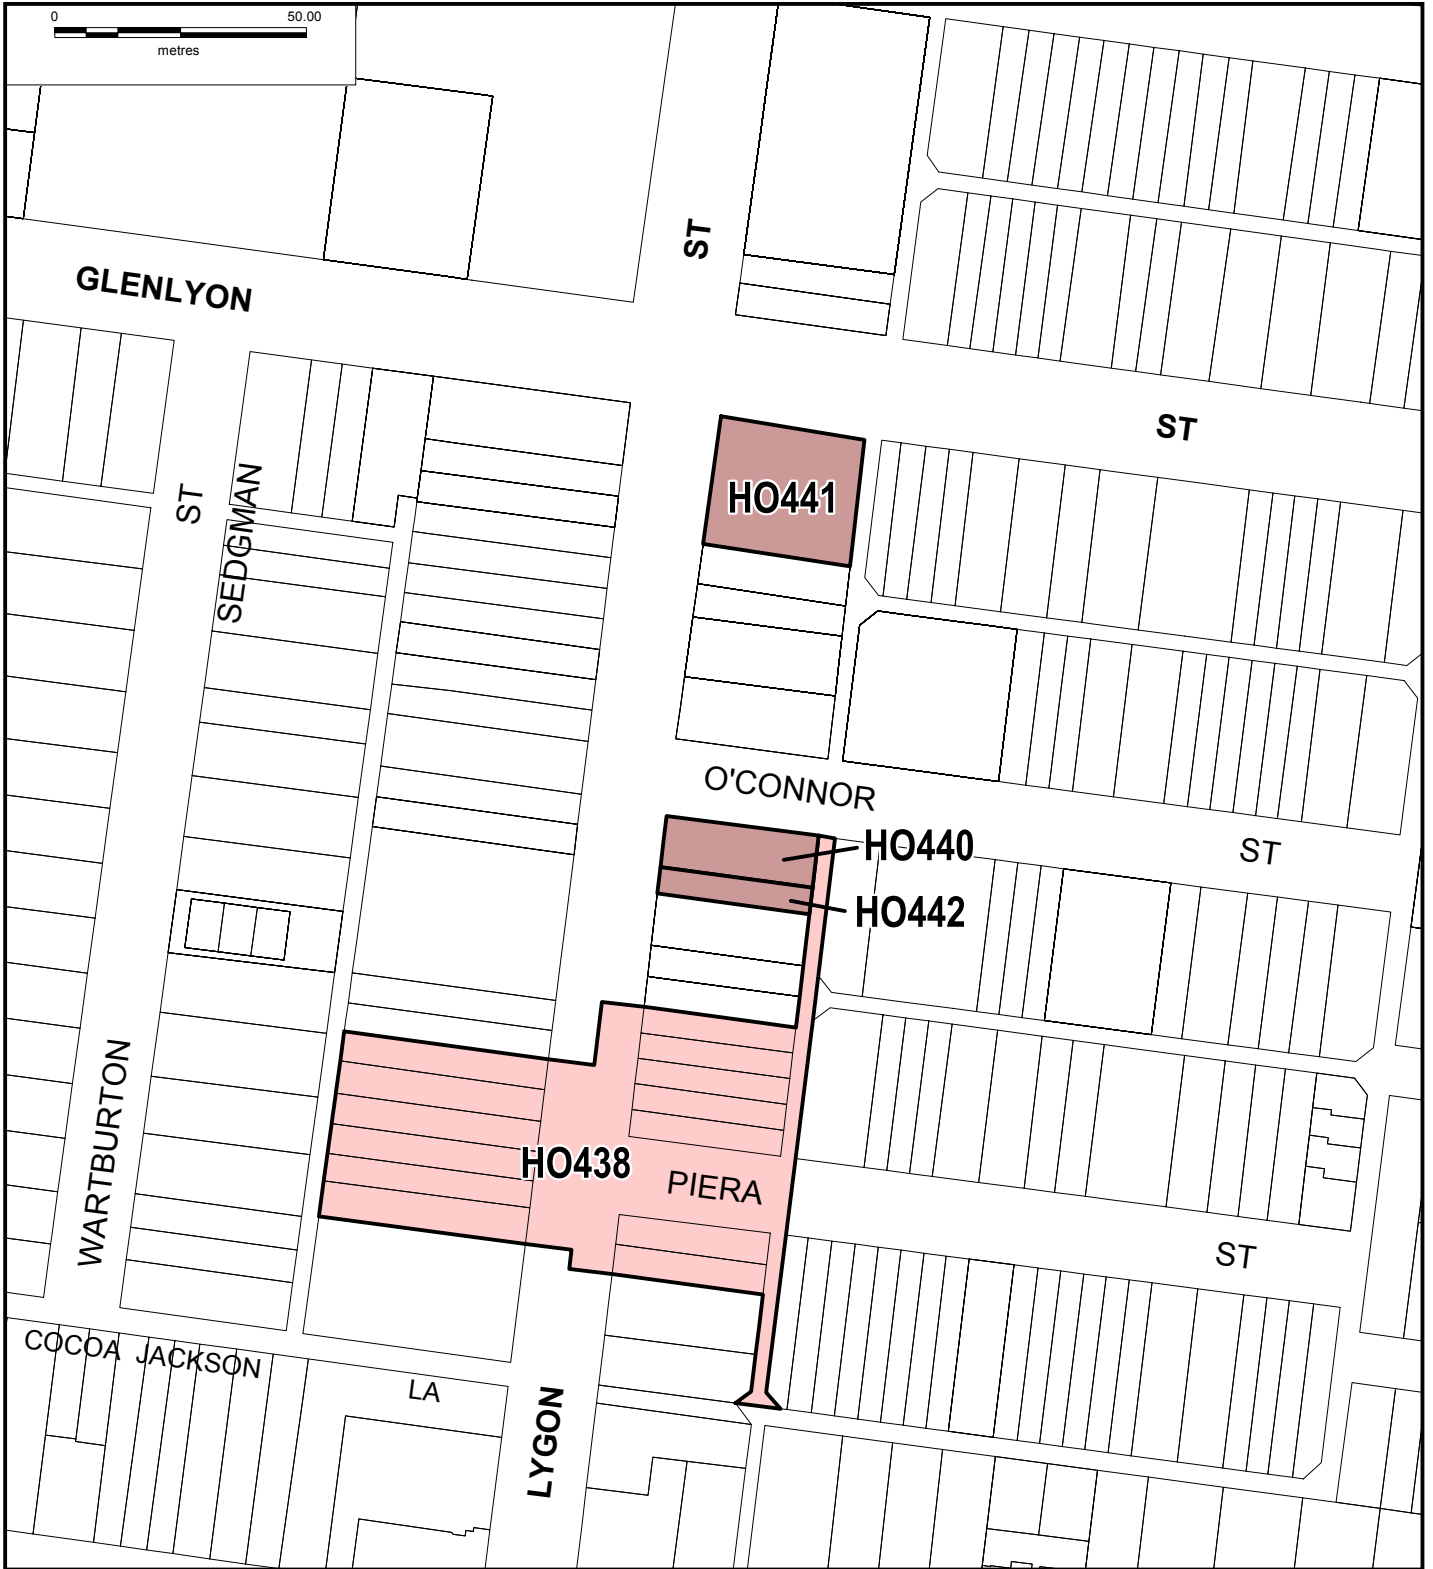 0 50.00
metres
ST
GLENLYON
ST
HO441
ST
SEDGMAN
O'CONNOR
HO440
ST
HO442
WARTBURTON
HO438
PIERA
ST
COCOA JACKSON
LA
LYGON